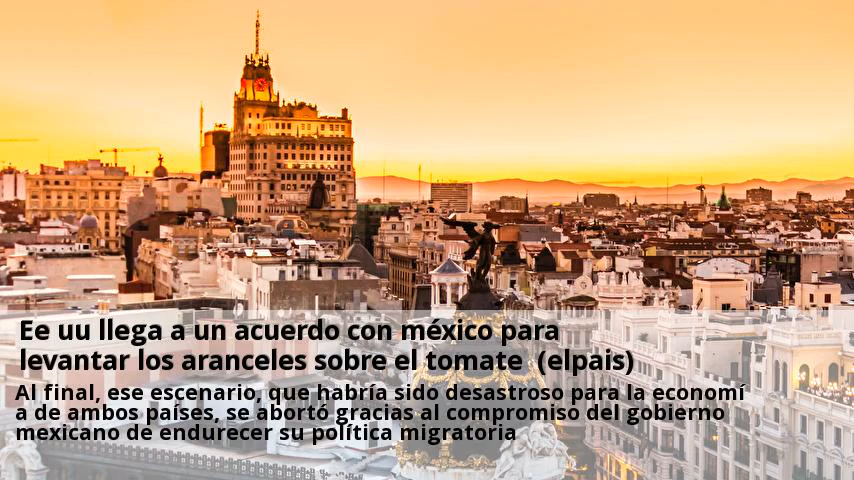 Ee uu llega a un acuerdo con méxico para
levantar los aranceles sobre el tomate  (elpais)
Al final, ese escenario, que habría sido desastroso para la economí
a de ambos países, se abortó gracias al compromiso del gobierno
mexicano de endurecer su política migratoria